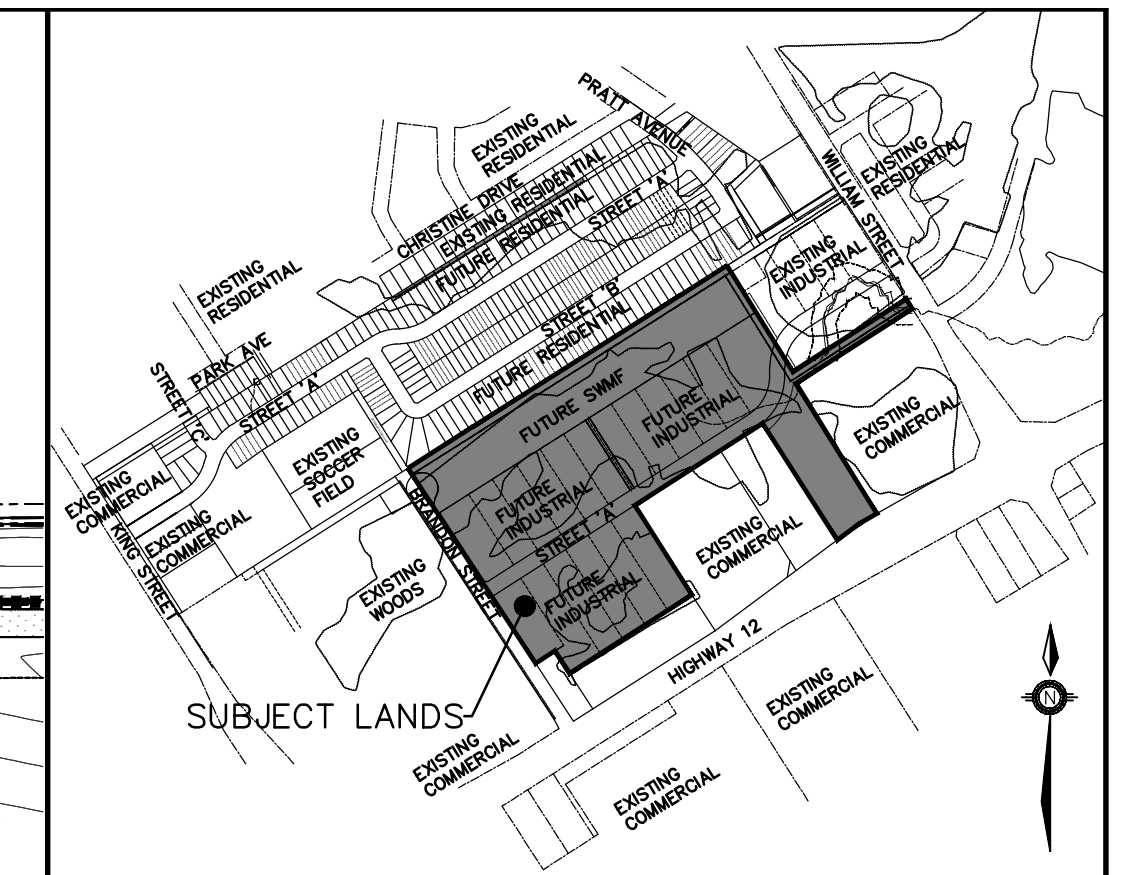 PRATT AVENUE
EXISTING
RESIDENTIAL
WILLIAM STREET
EXISTING
RESIDENTIAL
CHRISTINE DRIVE
EXISTING RESIDENTIAL
FUTURE RESIDENTIAL
STREET 'A'
EXISTING
RESIDENTIAL
EXISTING
INDUSTRIAL
STREET 'B'
FUTURE RESIDENTIAL
PARK AVE
STREET 'C'
STREET 'A'
FUTURE SWMF
FUTURE
INDUSTRIAL
EXISTING
COMMERCIAL
EXISTING
SOCCER
FIELD
EXISTING
COMMERCIAL
KING STREET
EXISTING
COMMERCIAL
BRANDON STREET
FUTURE
INDUSTRIAL
STREET 'A'
EXISTING
COMMERCIAL
EXISTING
WOODS
FUTURE
INDUSTRIAL
HIGHWAY 12
SUBJECT LANDS
EXISTING
COMMERCIAL
EXISTING
COMMERCIAL
EXISTING
COMMERCIAL
N